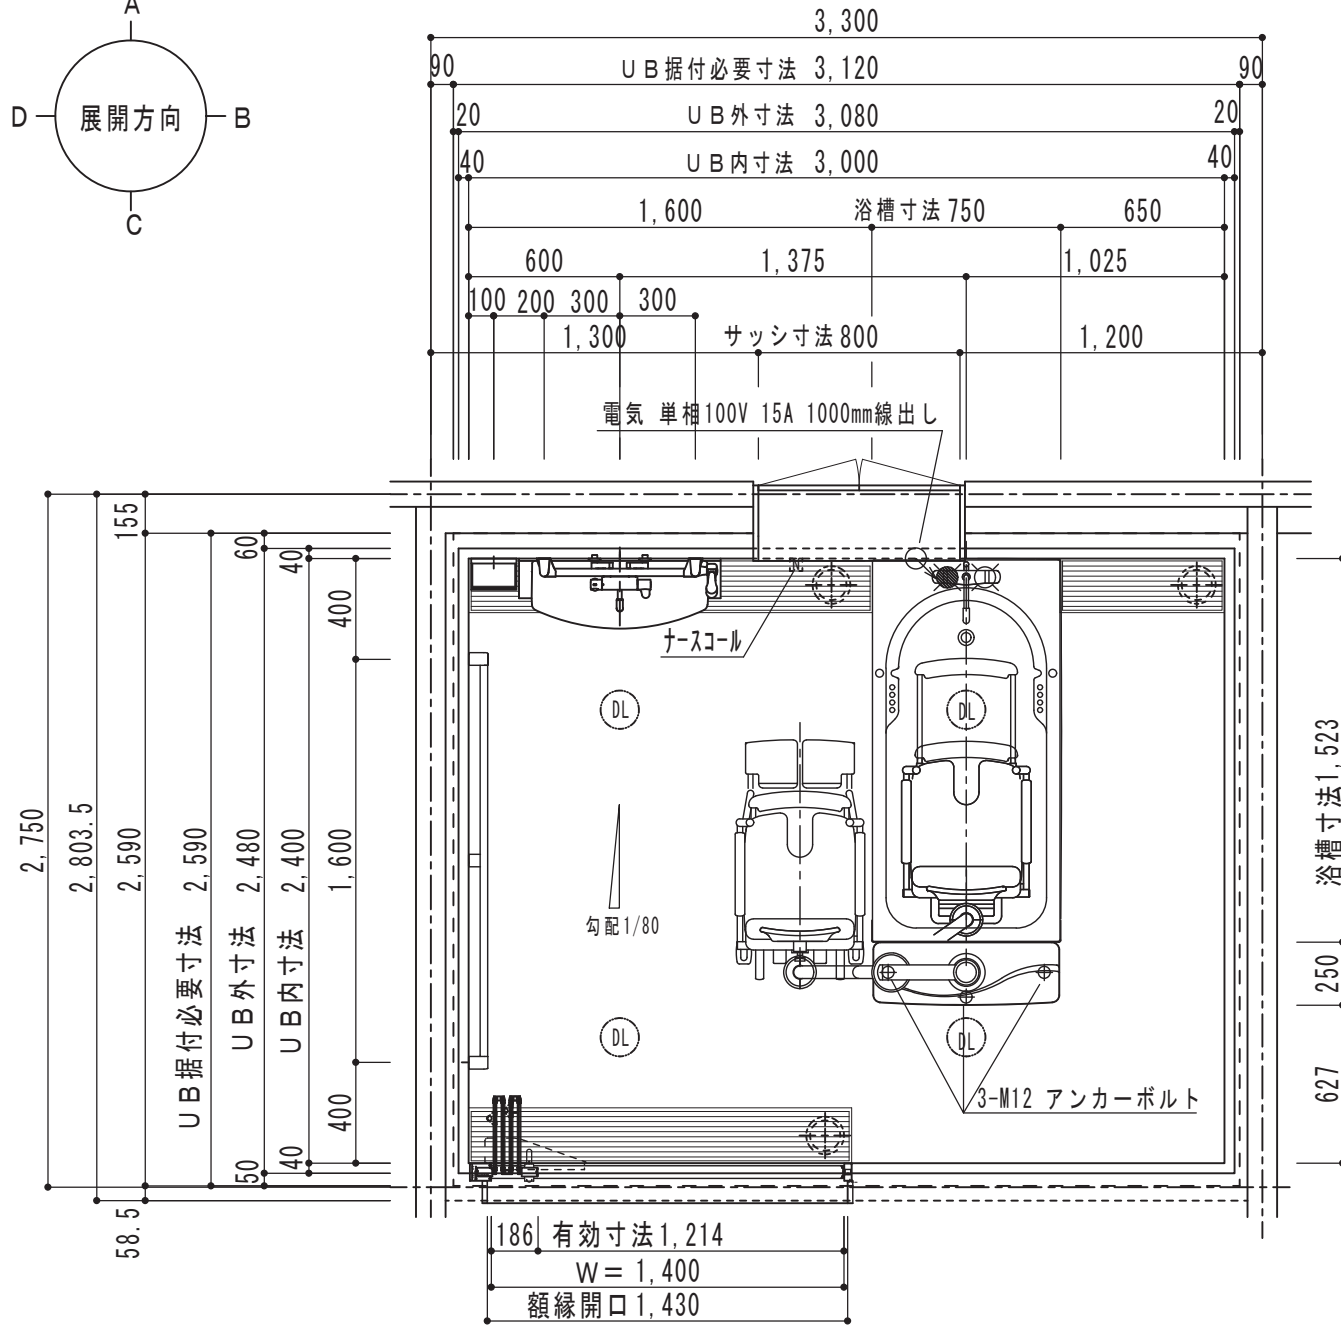 A
D
展開方向
B
C
3,300
90
UB据付必要寸法 3,120
90
20
UB外寸法 3,080
20
40
UB内寸法 3,000
40
1,600
浴槽寸法750
650
600
1,375
1,025
100
200
300
300
1,300
サッシ寸法800
1,200
電気 単相100V 15A 1000mm線出し
155
60
40
400
ナースコール
DL
DL
2,750
2,803.5
2,590
UB据付必要寸法 2,590
UB外寸法 2,480
UB内寸法 2,400
1,600
勾配1/80
浴槽寸法1,523
250
DL
DL
627
3-M12 アンカーボルト
400
40
50
58.5
186
有効寸法1,214
W= 1,400
額縁開口1,430